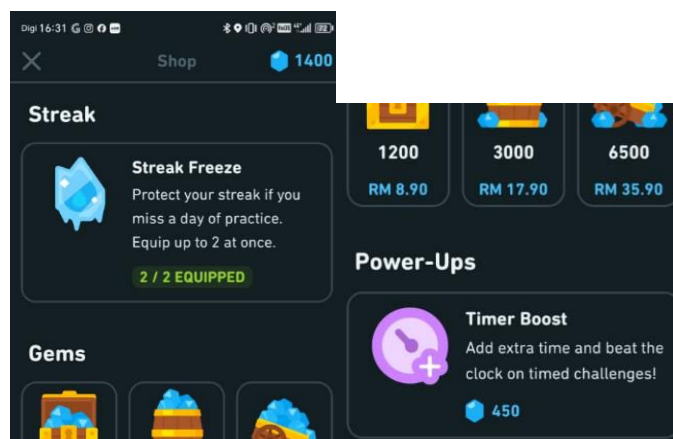 Digi 16:31
Shop
1400
Streak
Streak Freeze
Protect your streak if you
miss a day of practice.
Equip up to 2 at once.
2 / 2 EQUIPPED
Gems
1200
3000
6500
RM 8.90
RM 17.90
RM 35.90
Power-Ups
Timer Boost
Add extra time and beat the
clock on timed challenges!
450